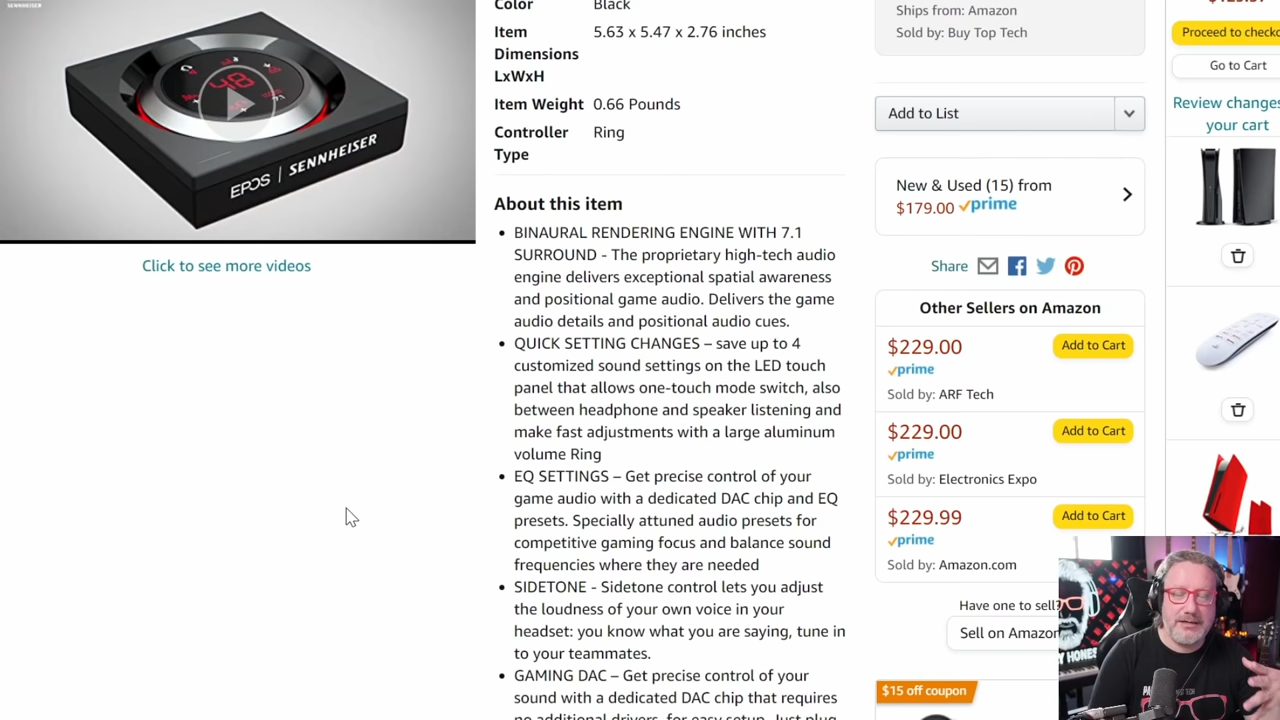 SENNHEISER
48
EPOS | SENNHEISER
Click to see more videos
Color Black
Item Dimensions LxWxH 5.63 x 5.47 x 2.76 inches
Item Weight 0.66 Pounds
Controller Type Ring
About this item
• BINAURAL RENDERING ENGINE WITH 7.1
SURROUND - The proprietary high-tech audio
engine delivers exceptional spatial awareness
and positional game audio. Delivers the game
audio details and positional audio cues.
• QUICK SETTING CHANGES – save up to 4
customized sound settings on the LED touch
panel that allows one-touch mode switch, also
between headphone and speaker listening and
make fast adjustments with a large aluminum
volume Ring
• EQ SETTINGS – Get precise control of your
game audio with a dedicated DAC chip and EQ
presets. Specially attuned audio presets for
competitive gaming focus and balance sound
frequencies where they are needed
• SIDETONE - Sidetone control lets you adjust
the loudness of your own voice in your
headset: you know what you are saying, tune in
to your teammates.
• GAMING DAC – Get precise control of your
sound with a dedicated DAC chip that requires
no additional drivers, for easy setup. Just plug
Ships from: Amazon
Sold by: Buy Top Tech
Add to List
New & Used (15) from
$179.00 prime
Share
Other Sellers on Amazon
$229.00 Add to Cart
prime
Sold by: ARF Tech
$229.00 Add to Cart
prime
Sold by: Electronics Expo
$229.99 Add to Cart
prime
Sold by: Amazon.com
Have one to sell?
Sell on Amazon
$15 off coupon
Proceed to checko
Go to Cart
Review changes
your cart
Y HONES